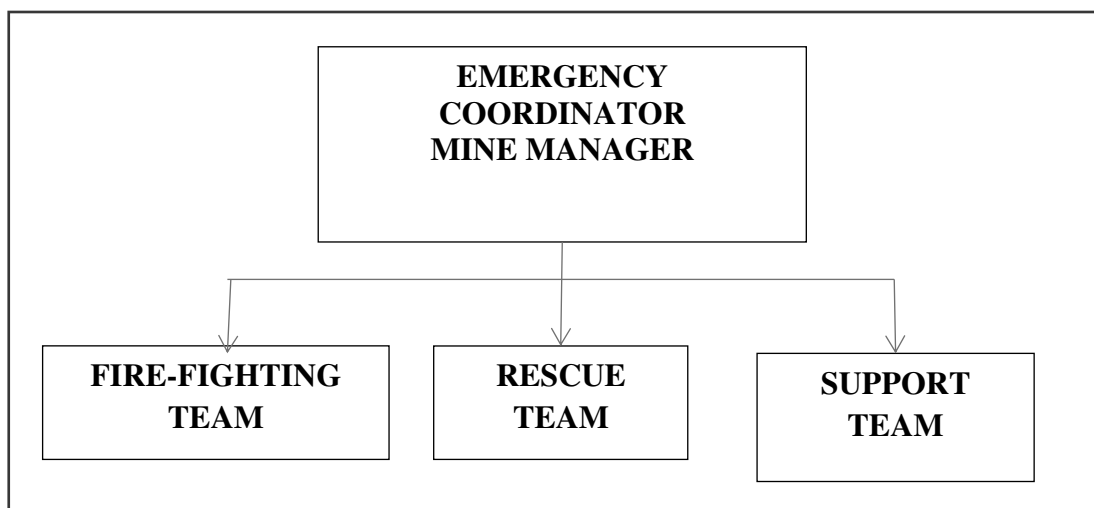 EMERGENCY
COORDINATOR
MINE MANAGER
FIRE-FIGHTING
TEAM
RESCUE
TEAM
SUPPORT
TEAM